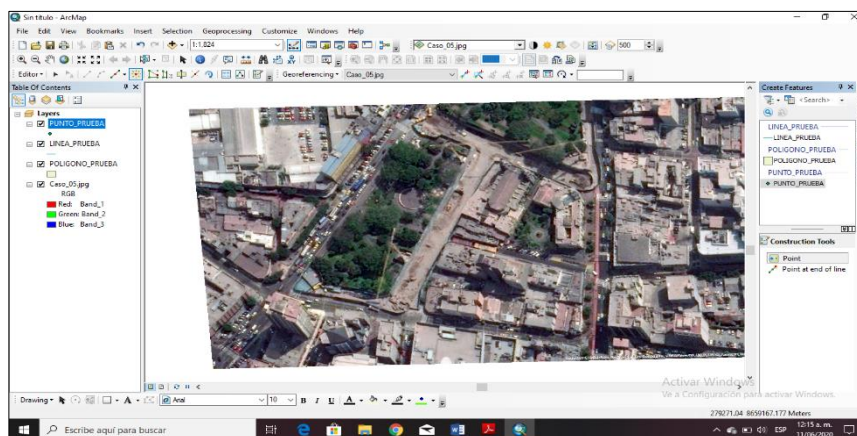 Sin título - ArcMap
File Edit View Bookmarks Insert Selection Geoprocessing Customize Windows Help
1:1,824
Caso_05.jpg
500
Editor
Georeferencing
Caso_05.jpg
Table Of Contents
Layers
PUNTO_PRUEBA
LINEA_PRUEBA
POLIGONO_PRUEBA
Caso_05.jpg
RGB
Red: Band_1
Green: Band_2
Blue: Band_3
Create Features
<Search>
LINEA_PRUEBA
LINEA_PRUEBA
POLIGONO_PRUEBA
POLIGONO_PRUEBA
PUNTO_PRUEBA
PUNTO_PRUEBA
Construction Tools
Point
Point at end of line
Activar Windows
Ve a Configuración para activar Windows.
Drawing
Arial
10
B I U A
279271.04 8659167.177 Meters
Escribe aquí para buscar
ESP
12:15 a. m.
13/06/2020